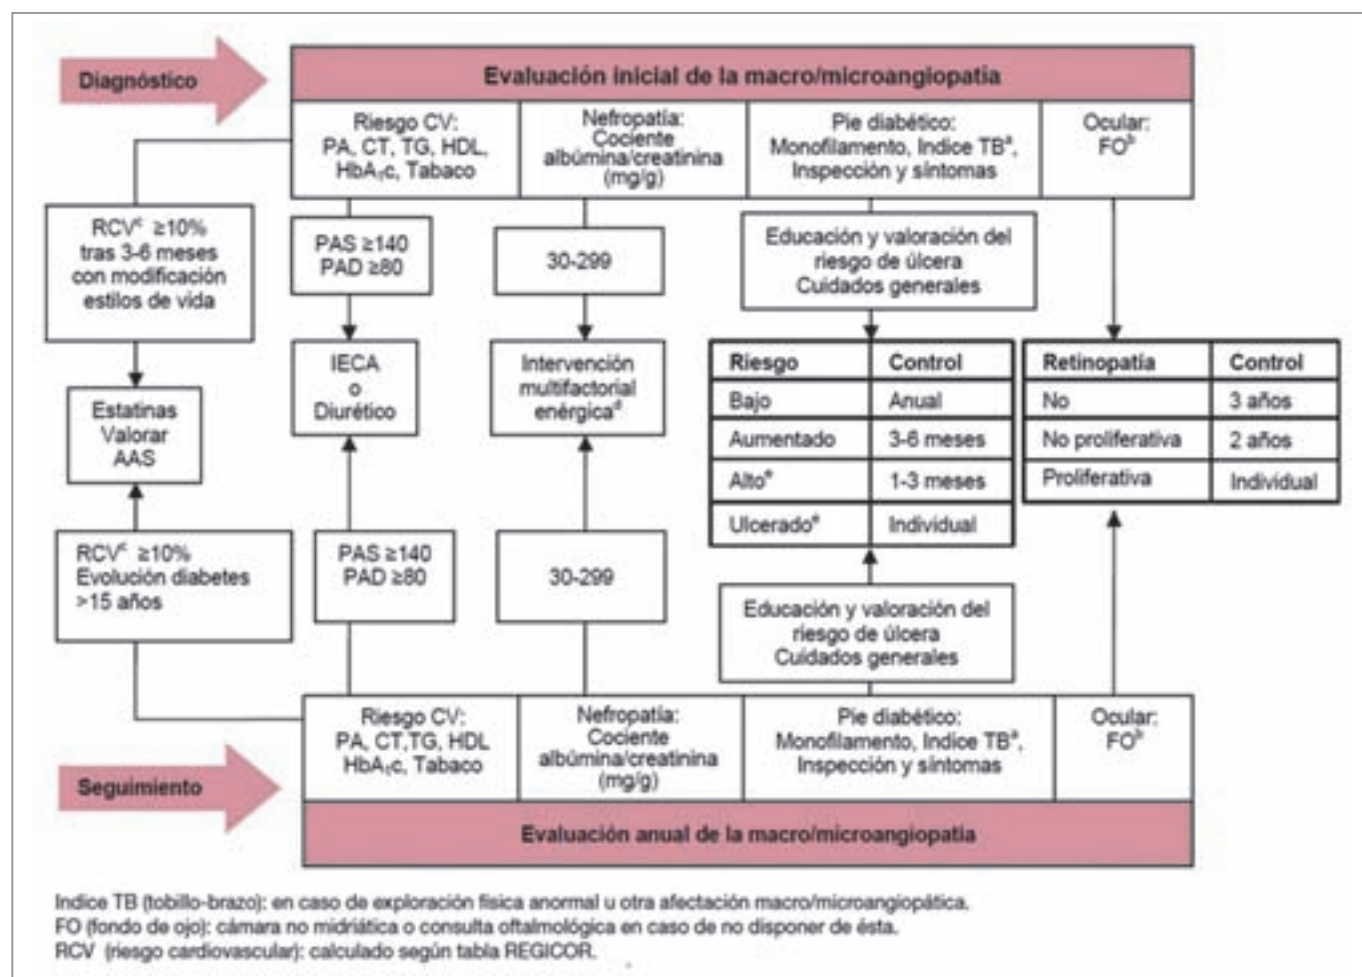 Diagnóstico
Evaluación inicial de la macro/microangiopatía
Riesgo CV:
PA, CT, TG, HDL,
HbA₁c, Tabaco
Nefropatía:
Cociente
albúmina/creatinina
(mg/g)
Pie diabético:
Monofilamento, Indice TBª,
Inspección y síntomas
Ocular:
FOᵇ
RCVᶜ ≥10%
tras 3-6 meses
con modificación
estilos de vida
PAS ≥140
PAD ≥80
30-299
Educación y valoración del
riesgo de úlcera
Cuidados generales
Estatinas
Valorar
AAS
IECA
o
Diurético
Intervención
multifactorial
enérgicaᵈ
Riesgo Control
Bajo Anual
Aumentado 3-6 meses
Altoᵉ 1-3 meses
Ulceradoᵉ Individual
Retinopatía Control
No 3 años
No proliferativa 2 años
Proliferativa Individual
RCVᶜ ≥10%
Evolución diabetes
>15 años
PAS ≥140
PAD ≥80
30-299
Educación y valoración del
riesgo de úlcera
Cuidados generales
Riesgo CV:
PA, CT,TG, HDL
HbA₁c, Tabaco
Nefropatía:
Cociente
albúmina/creatinina
(mg/g)
Pie diabético:
Monofilamento, Indice TBª,
Inspección y síntomas
Ocular:
FOᵇ
Seguimiento
Evaluación anual de la macro/microangiopatía
Indice TB (tobillo-brazo): en caso de exploración física anormal u otra afectación macro/microangiopática.
FO (fondo de ojo): cámara no midriática o consulta oftalmológica en caso de no disponer de ésta.
RCV (riesgo cardiovascular): calculado según tabla REGICOR.